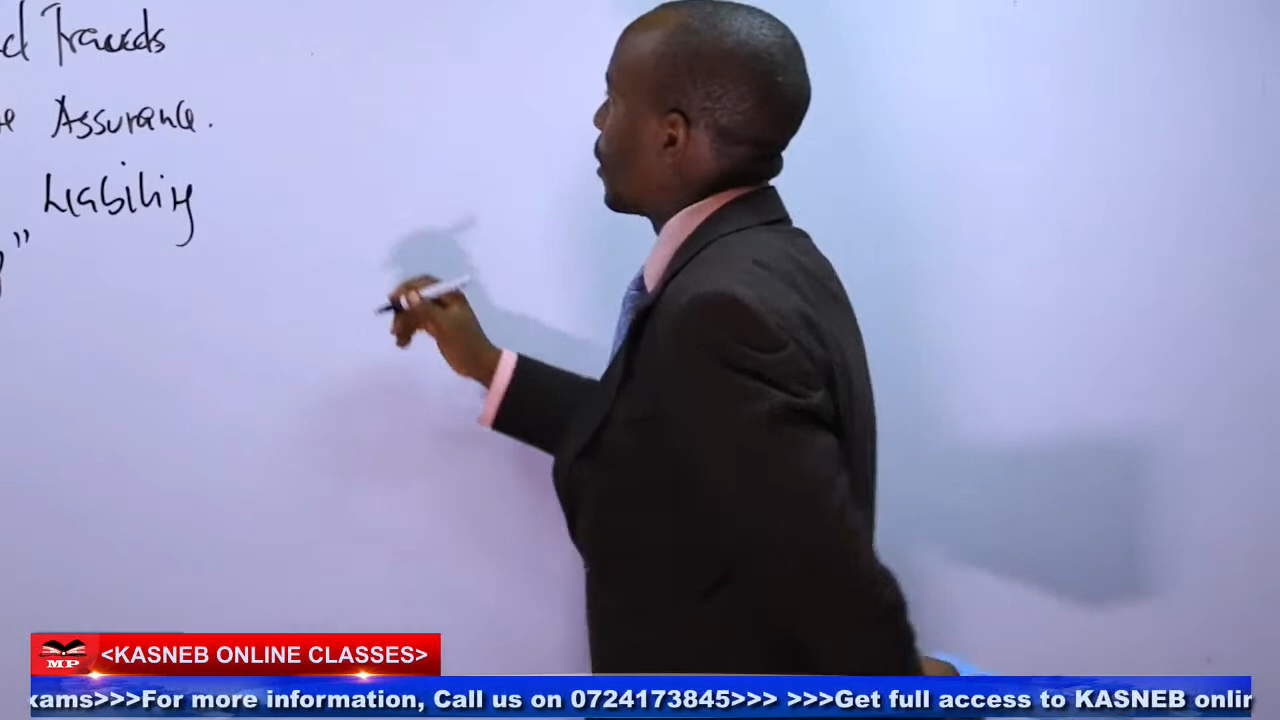 Frauds
Assurance.
Liability
"
MP
<KASNEB ONLINE CLASSES>
xams>>>For more information, Call us on 0724173845>>> >>>Get full access to KASNEB onlin